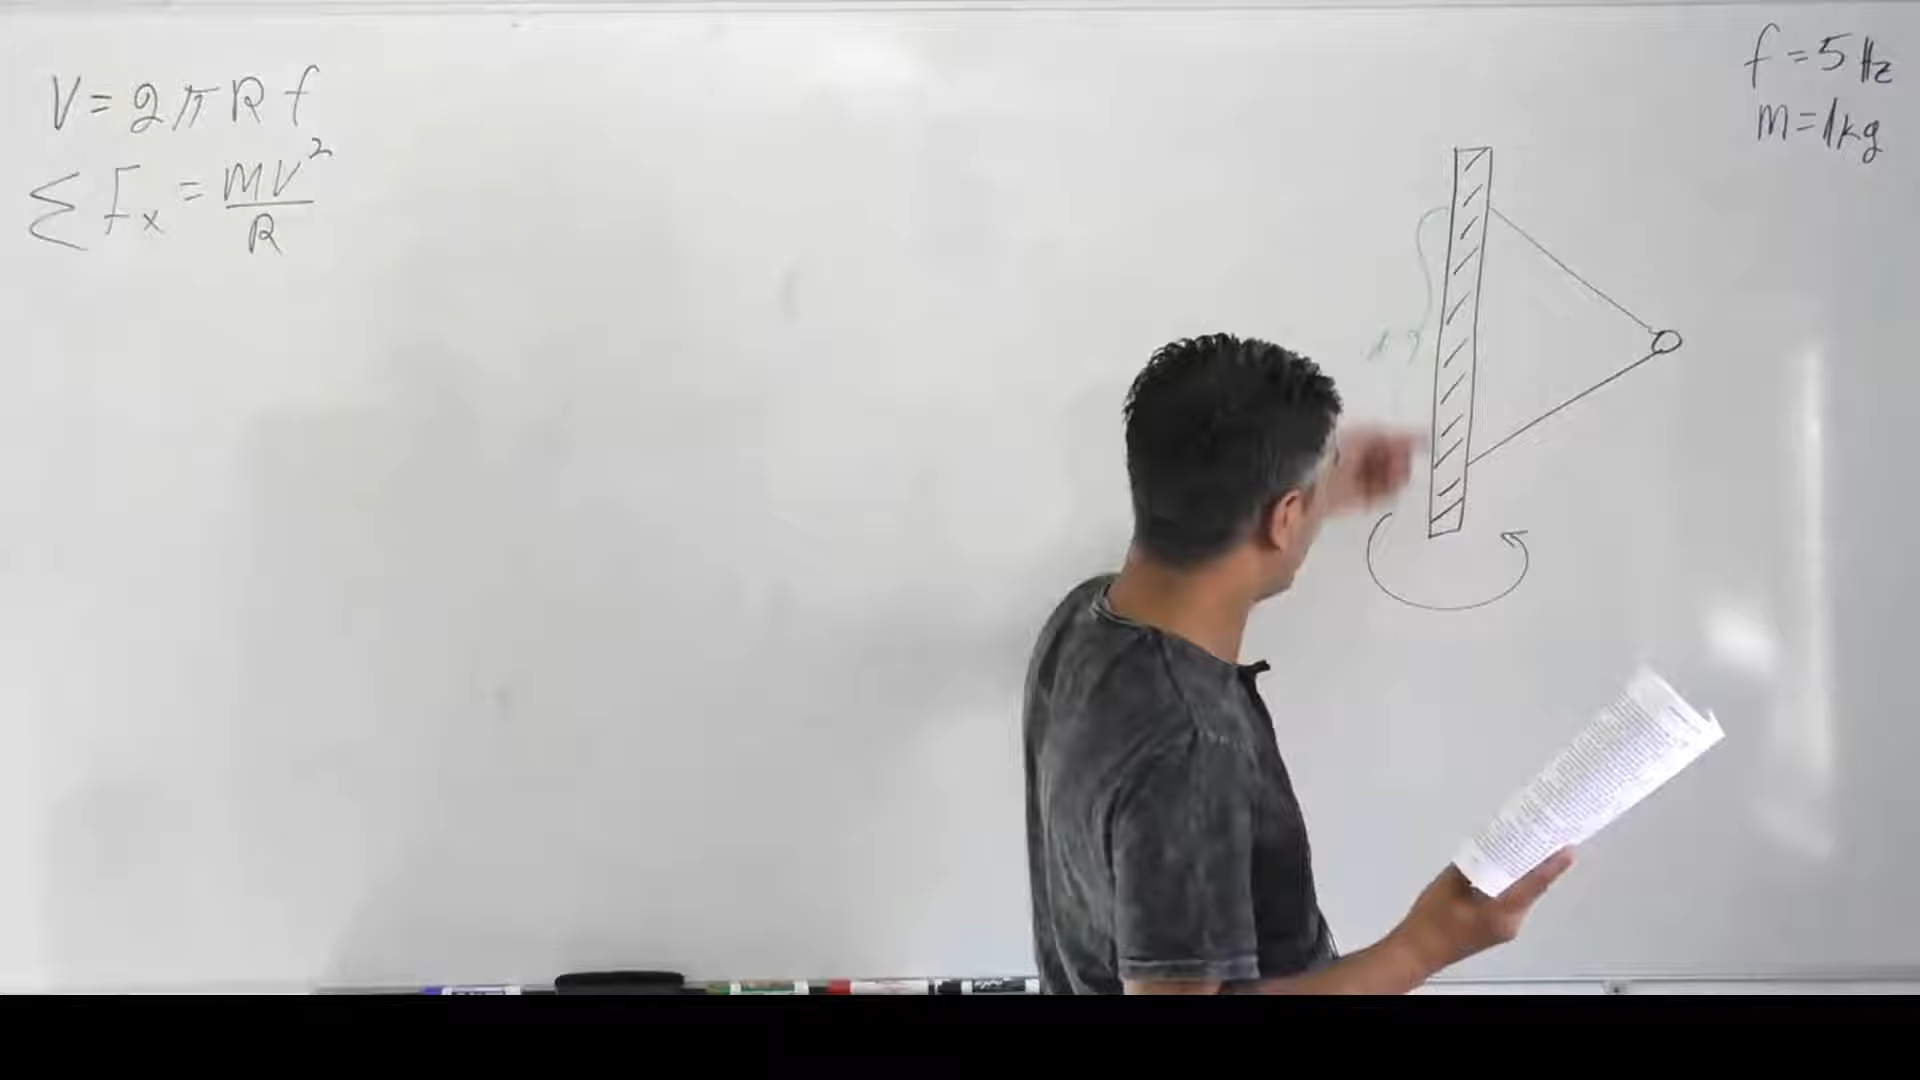 V = 2πRf
ΣFx = mV²/R
f = 5 Hz
m = 1kg